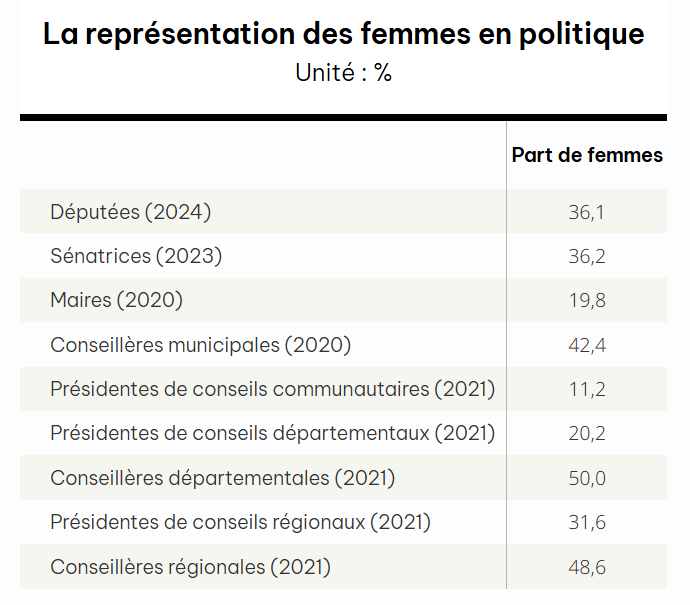 La représentation des femmes en politique
Unité : %
Part de femmes
Députées (2024) 36,1
Sénatrices (2023) 36,2
Maires (2020) 19,8
Conseillères municipales (2020) 42,4
Présidentes de conseils communautaires (2021) 11,2
Présidentes de conseils départementaux (2021) 20,2
Conseillères départementales (2021) 50,0
Présidentes de conseils régionaux (2021) 31,6
Conseillères régionales (2021) 48,6